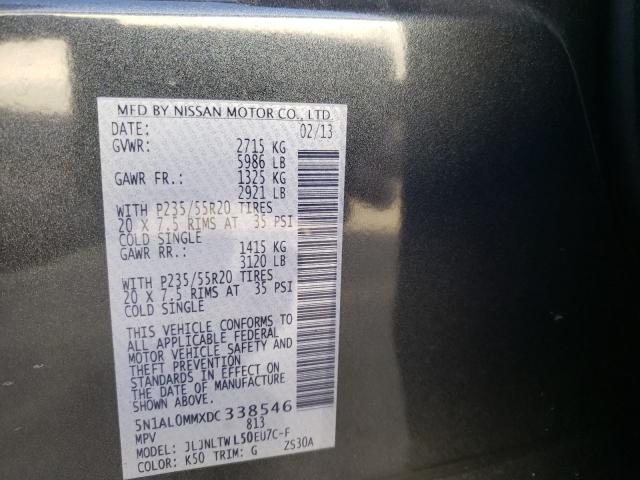 MFD BY NISSAN MOTOR CO., LTD.
DATE: 02/13
GVWR: 2715 KG
5986 LB
GAWR FR.: 1325 KG
2921 LB
WITH P235/55R20 TIRES
20 X 7.5 RIMS AT 35 PSI
COLD SINGLE
GAWR RR.: 1415 KG
3120 LB
WITH P235/55R20 TIRES
20 X 7.5 RIMS AT 35 PSI
COLD SINGLE
THIS VEHICLE CONFORMS TO
ALL APPLICABLE FEDERAL
MOTOR VEHICLE SAFETY AND
THEFT PREVENTION
STANDARDS IN EFFECT ON
THE DATE OF MANUFACTURE
SHOWN ABOVE.
5N1AL0MMXDC338546
MPV 813
MODEL: JLJNLTWL50EU7C-F
COLOR: K50 TRIM: G ZS30A